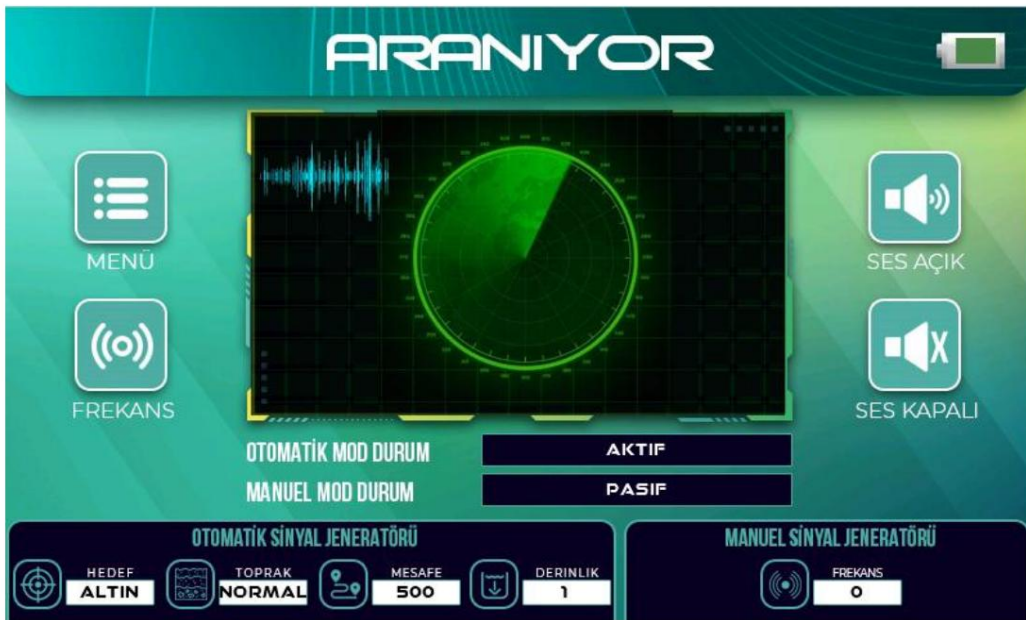 ARANIYOR
MENÜ
SES AÇIK
FREKANS
SES KAPALI
OTOMATİK MOD DURUM AKTIF
MANUEL MOD DURUM PASIF
OTOMATİK SİNYAL JENERATÖRÜ
HEDEF
ALTIN
TOPRAK
NORMAL
MESAFE
500
DERINLIK
1
MANUEL SİNYAL JENERATÖRÜ
FREKANS
0